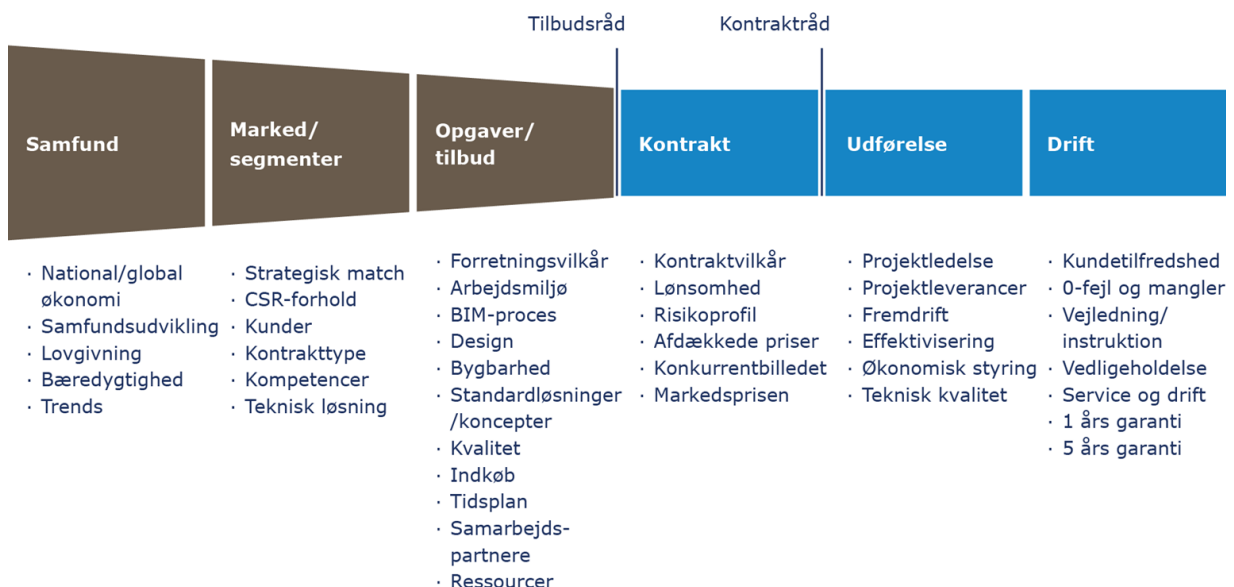 Tilbudsråd
Kontraktråd
Samfund
Marked/
segmenter
Opgaver/
tilbud
Kontrakt
Udførelse
Drift
· National/global
økonomi
· Samfundsudvikling
· Lovgivning
· Bæredygtighed
· Trends
· Strategisk match
· CSR-forhold
· Kunder
· Kontrakttype
· Kompetencer
· Teknisk løsning
· Forretningsvilkår
· Arbejdsmiljø
· BIM-proces
· Design
· Bygbarhed
· Standardløsninger
/koncepter
· Kvalitet
· Indkøb
· Tidsplan
· Samarbejds-
partnere
· Ressourcer
· Kontraktvilkår
· Lønsomhed
· Risikoprofil
· Afdækkede priser
· Konkurrentbilledet
· Markedsprisen
· Projektledelse
· Projektleverancer
· Fremdrift
· Effektivisering
· Økonomisk styring
· Teknisk kvalitet
· Kundetilfredshed
· 0-fejl og mangler
· Vejledning/
instruktion
· Vedligeholdelse
· Service og drift
· 1 års garanti
· 5 års garanti